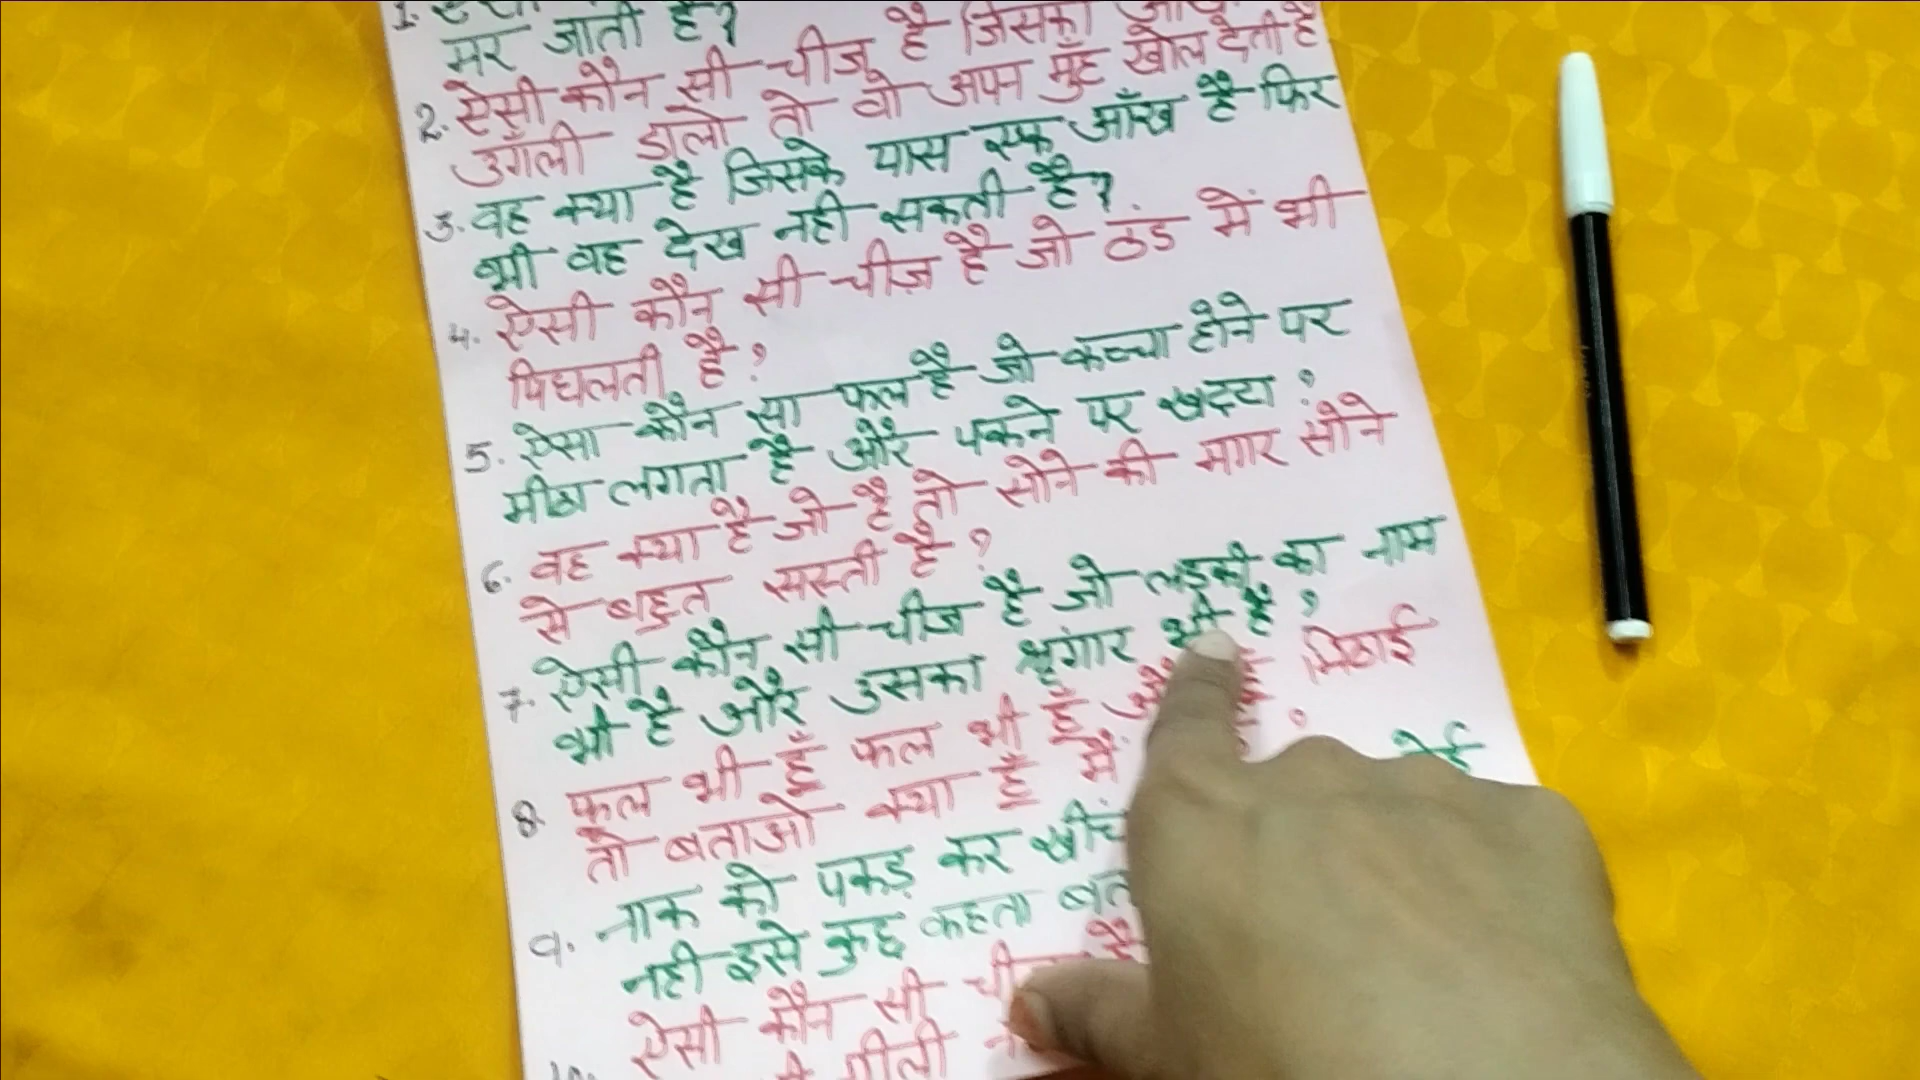 1.
मर जाती है?
2. ऐसी कौन सी चीज़ है जिसका
उँगली डालो तो वो अपन मुँह खोल देती है
3. वह क्या है जिसके पास एक आँख है फिर
भी वह देख नही सकती है?
4. ऐसी कौन सी चीज़ है जो ठंड में भी
पिघलती है?
5. ऐसा कौन सा फल है जो कच्चा होने पर
मीठा लगता है और पकने पर खट्टा?
6. वह क्या है जो है तो सोने की मगर सोने
से बहुत सस्ती है?
7. ऐसी कौन सी चीज़ है जो लड़की का नाम
भी है और उसका श्रृंगार भी है?
8. फूल भी हूँ फल भी हूँ मिठाई
तो बताओ क्या हूँ मैं ?
9. नाक को पकड़ कर खींच
नही इसे कुछ कहता
10. ऐसी कौन सी
गीली